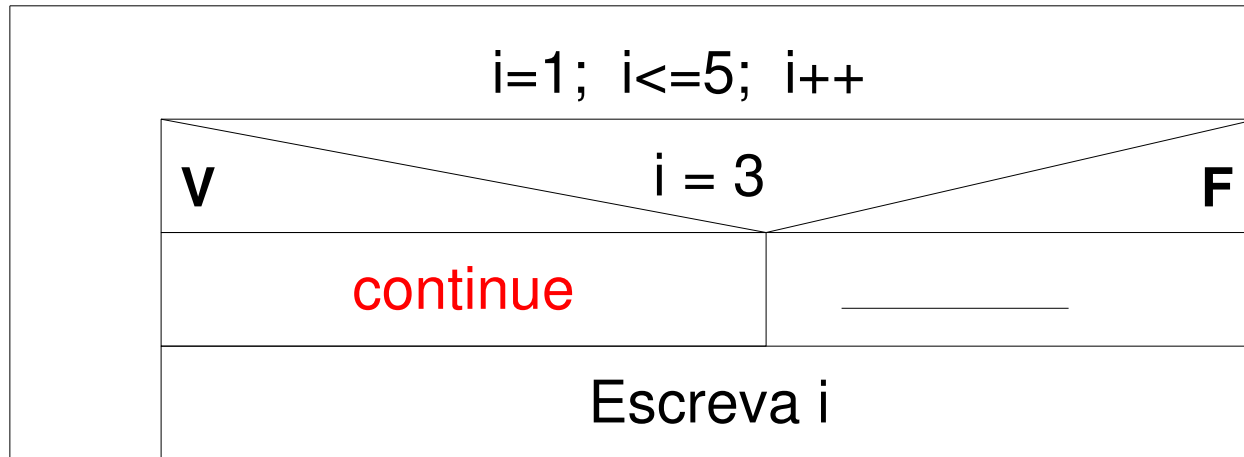 i=1; i<=5; i++
V i = 3 F
continue
Escreva i